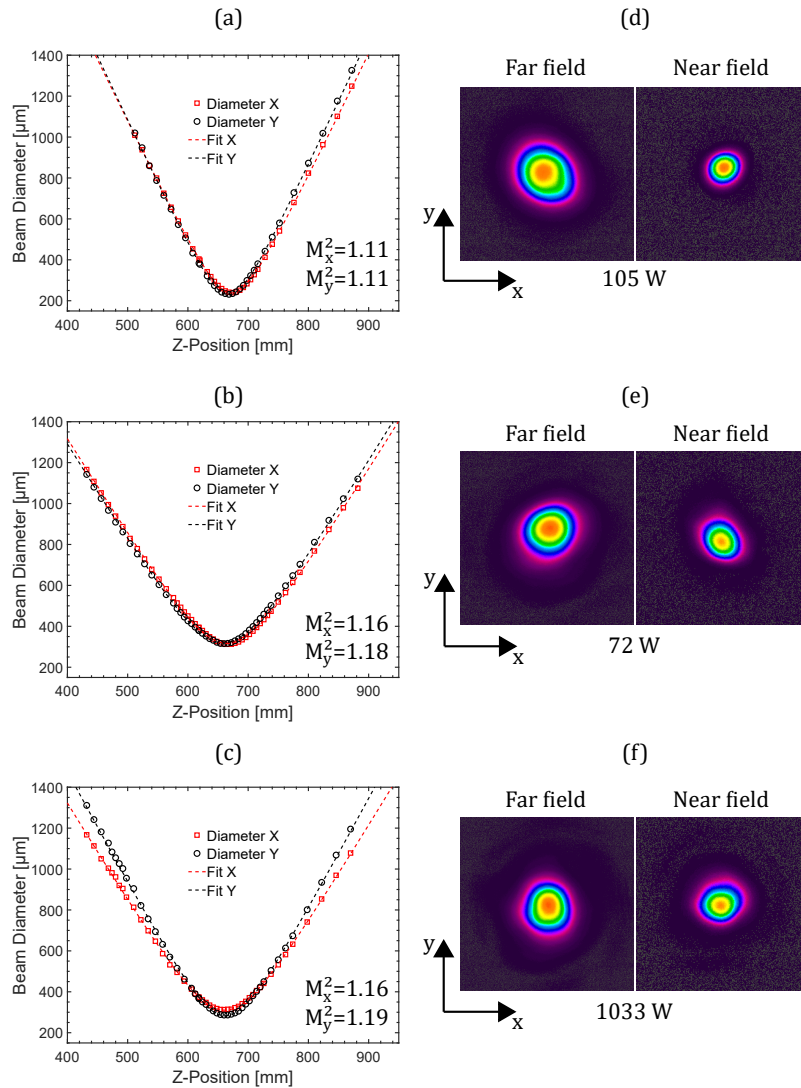 (a)
1400
1200
1000
800
600
400
200
Beam Diameter [µm]
Diameter X
Diameter Y
Fit X
Fit Y
M²x=1.11
M²y=1.11
400 500 600 700 800 900
Z-Position [mm]
(d)
Far field Near field
y
x
105 W
(b)
1400
1200
1000
800
600
400
200
Beam Diameter [µm]
Diameter X
Diameter Y
Fit X
Fit Y
M²x=1.16
M²y=1.18
400 500 600 700 800 900
Z-Position [mm]
(e)
Far field Near field
y
x
72 W
(c)
1400
1200
1000
800
600
400
200
Beam Diameter [µm]
Diameter X
Diameter Y
Fit X
Fit Y
M²x=1.16
M²y=1.19
400 500 600 700 800 900
Z-Position [mm]
(f)
Far field Near field
y
x
1033 W